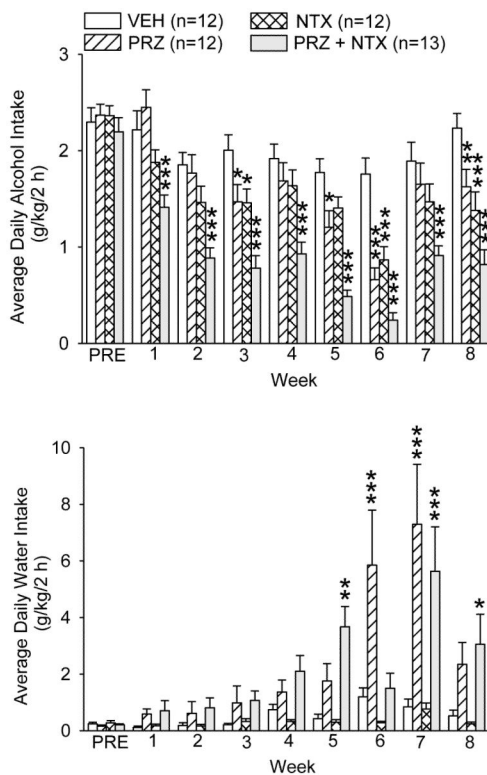 VEH (n=12) NTX (n=12)
PRZ (n=12) PRZ + NTX (n=13)
Average Daily Alcohol Intake
(g/kg/2 h)
3
2
1
0
*** *** * * *** *** * *** *** *** *** *** ** *** ***
PRE 1 2 3 4 5 6 7 8
Week
Average Daily Water Intake
(g/kg/2 h)
10
8
6
4
2
0
** *** *** *** *
PRE 1 2 3 4 5 6 7 8
Week